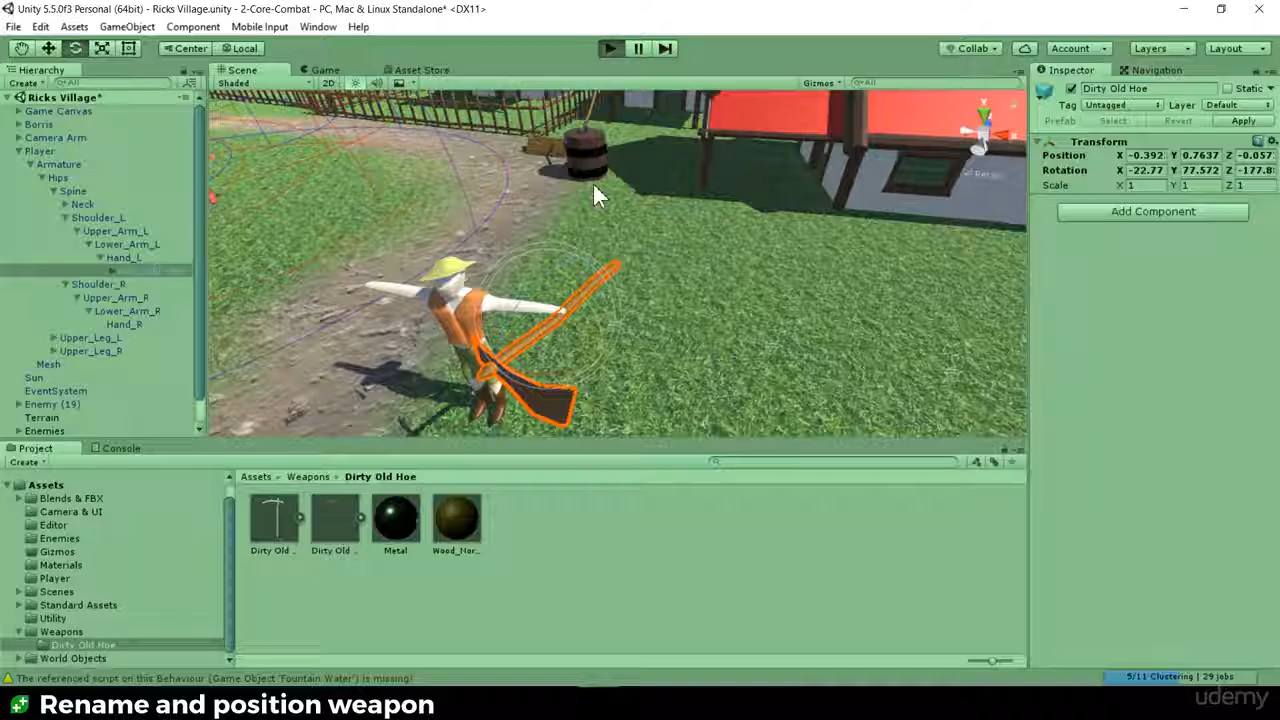 Unity 5.5.0f3 Personal (64bit) - Ricks Village.unity - 2-Core-Combat - PC, Mac & Linux Standalone* <DX11>
File Edit Assets GameObject Component Mobile Input Window Help
Center Local Collab Account Layers Layout
Hierarchy Scene Game Asset Store Inspector Navigation
Create All Shaded 2D Gizmos All
Dirty Old Hoe Static
Tag Untagged Layer Default
Prefab Select Revert Apply
Transform
Position X -0.392 Y 0.7637 Z -0.057
Rotation X -22.77 Y 77.572 Z -177.8
Scale X 1 Y 1 Z 1
Add Component
Ricks Village*
Game Canvas
Borris
Camera Arm
Player
Armature
Hips
Spine
Neck
Shoulder_L
Upper_Arm_L
Lower_Arm_L
Hand_L
Shoulder_R
Upper_Arm_R
Lower_Arm_R
Hand_R
Upper_Leg_L
Upper_Leg_R
Mesh
Sun
EventSystem
Enemy (19)
Terrain
Enemies
Y
X
Persp
Project Console
Create
Assets
Blends & FBX
Camera & UI
Editor
Enemies
Gizmos
Materials
Player
Scenes
Standard Assets
Utility
Weapons
Dirty Old Hoe
World Objects
Assets Weapons Dirty Old Hoe
Dirty Old .. Dirty Old .. Metal Wood_Nor...
The referenced script on this Behaviour (Game Object 'Fountain Water') is missing!
5/11 Clustering | 29 jobs
Rename and position weapon
udemy